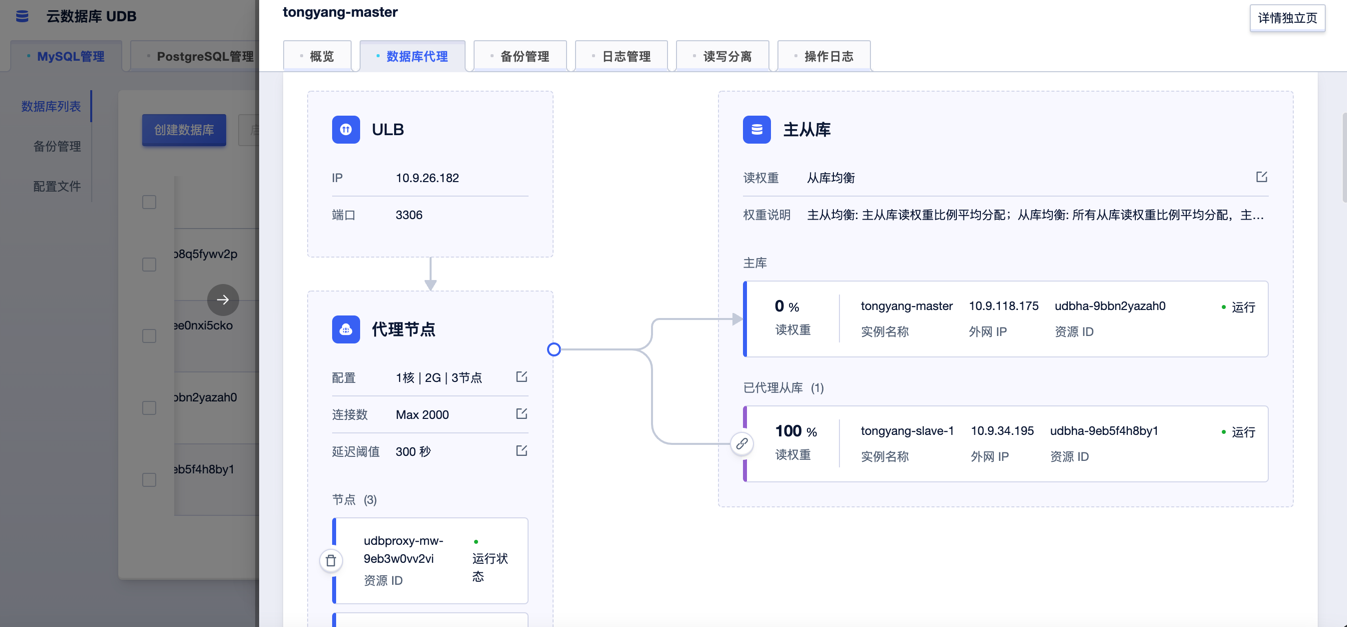 云数据库 UDB
MySQL管理
PostgreSQL管理
数据库列表
备份管理
配置文件
创建数据库
o8q5fywv2p
ee0nxi5cko
bn2yazah0
eb5f4h8by1
tongyang-master
详情独立页
概览
数据库代理
备份管理
日志管理
读写分离
操作日志
ULB
IP 10.9.26.182
端口 3306
代理节点
配置 1核 | 2G | 3节点
连接数 Max 2000
延迟阈值 300 秒
节点 (3)
udbproxy-mw-
9eb3w0vv2vi
资源 ID
运行状
态
主从库
读权重 从库均衡
权重说明 主从均衡: 主从库读权重比例平均分配；从库均衡: 所有从库读权重比例平均分配，主...
主库
0 %
读权重
tongyang-master 10.9.118.175 udbha-9bbn2yazah0
实例名称 外网 IP 资源 ID
运行
已代理从库 (1)
100 %
读权重
tongyang-slave-1 10.9.34.195 udbha-9eb5f4h8by1
实例名称 外网 IP 资源 ID
运行